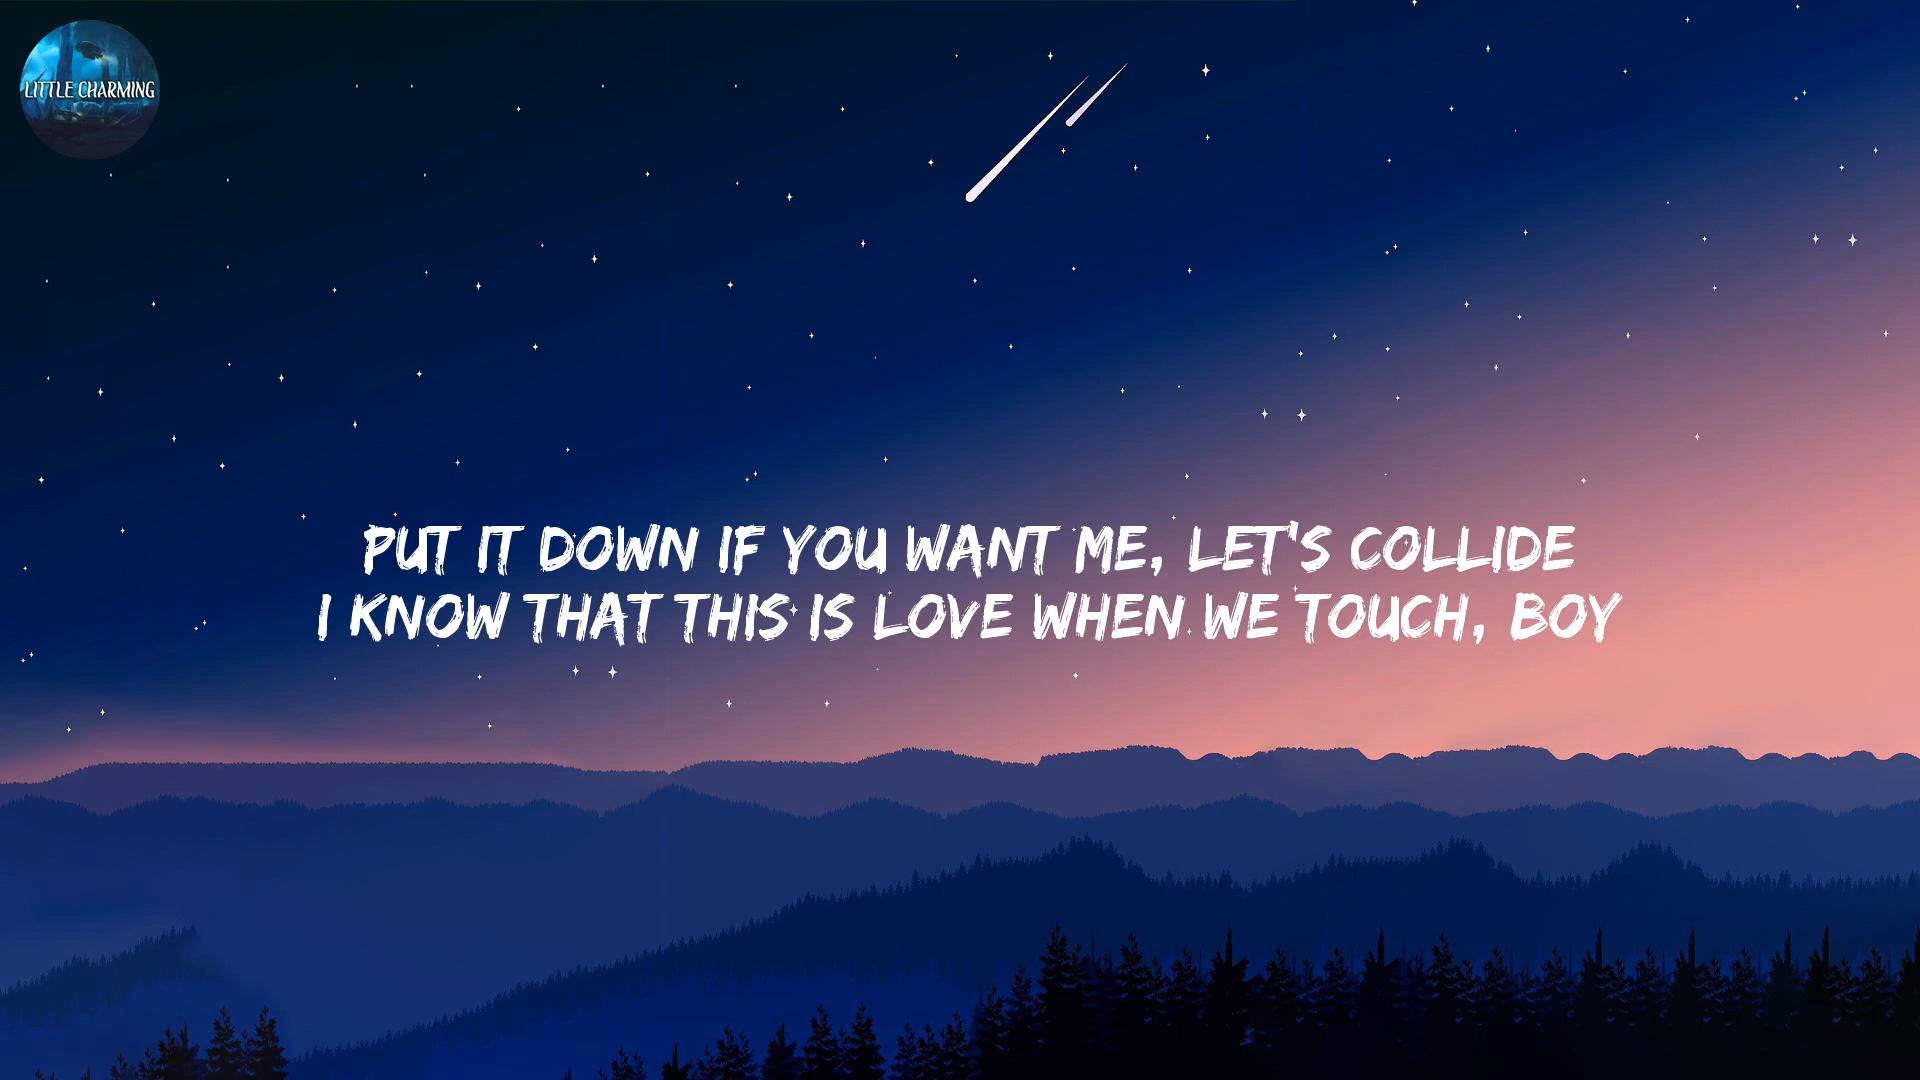 LITTLE CHARMING
PUT IT DOWN IF YOU WANT ME, LET'S COLLIDE
I KNOW THAT THIS IS LOVE WHEN WE TOUCH, BOY